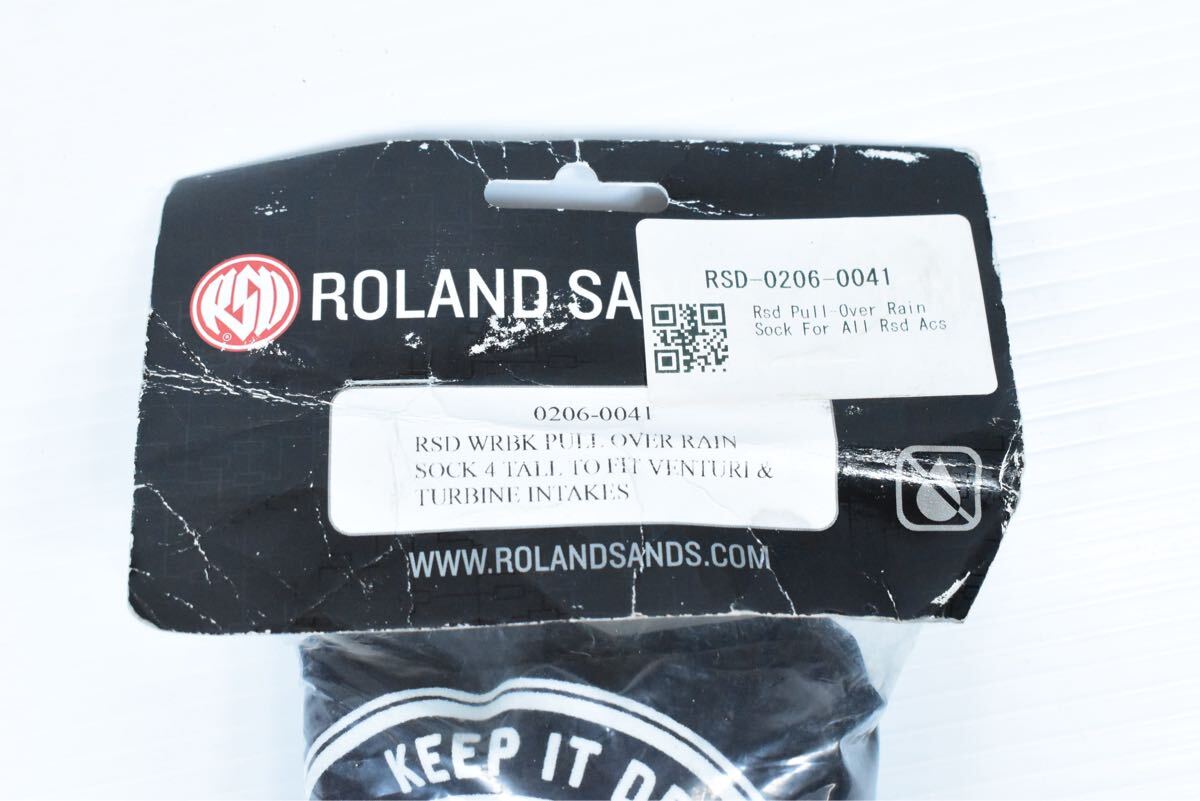 RSD
®
ROLAND SA
RSD-0206-0041
Rsd Pull-Over Rain
Sock For All Rsd Acs
0206-0041
RSD WRBK PULL OVER RAIN
SOCK 4 TALL TO FIT VENTURI &
TURBINE INTAKES
WWW.ROLANDSANDS.COM
KEEP IT